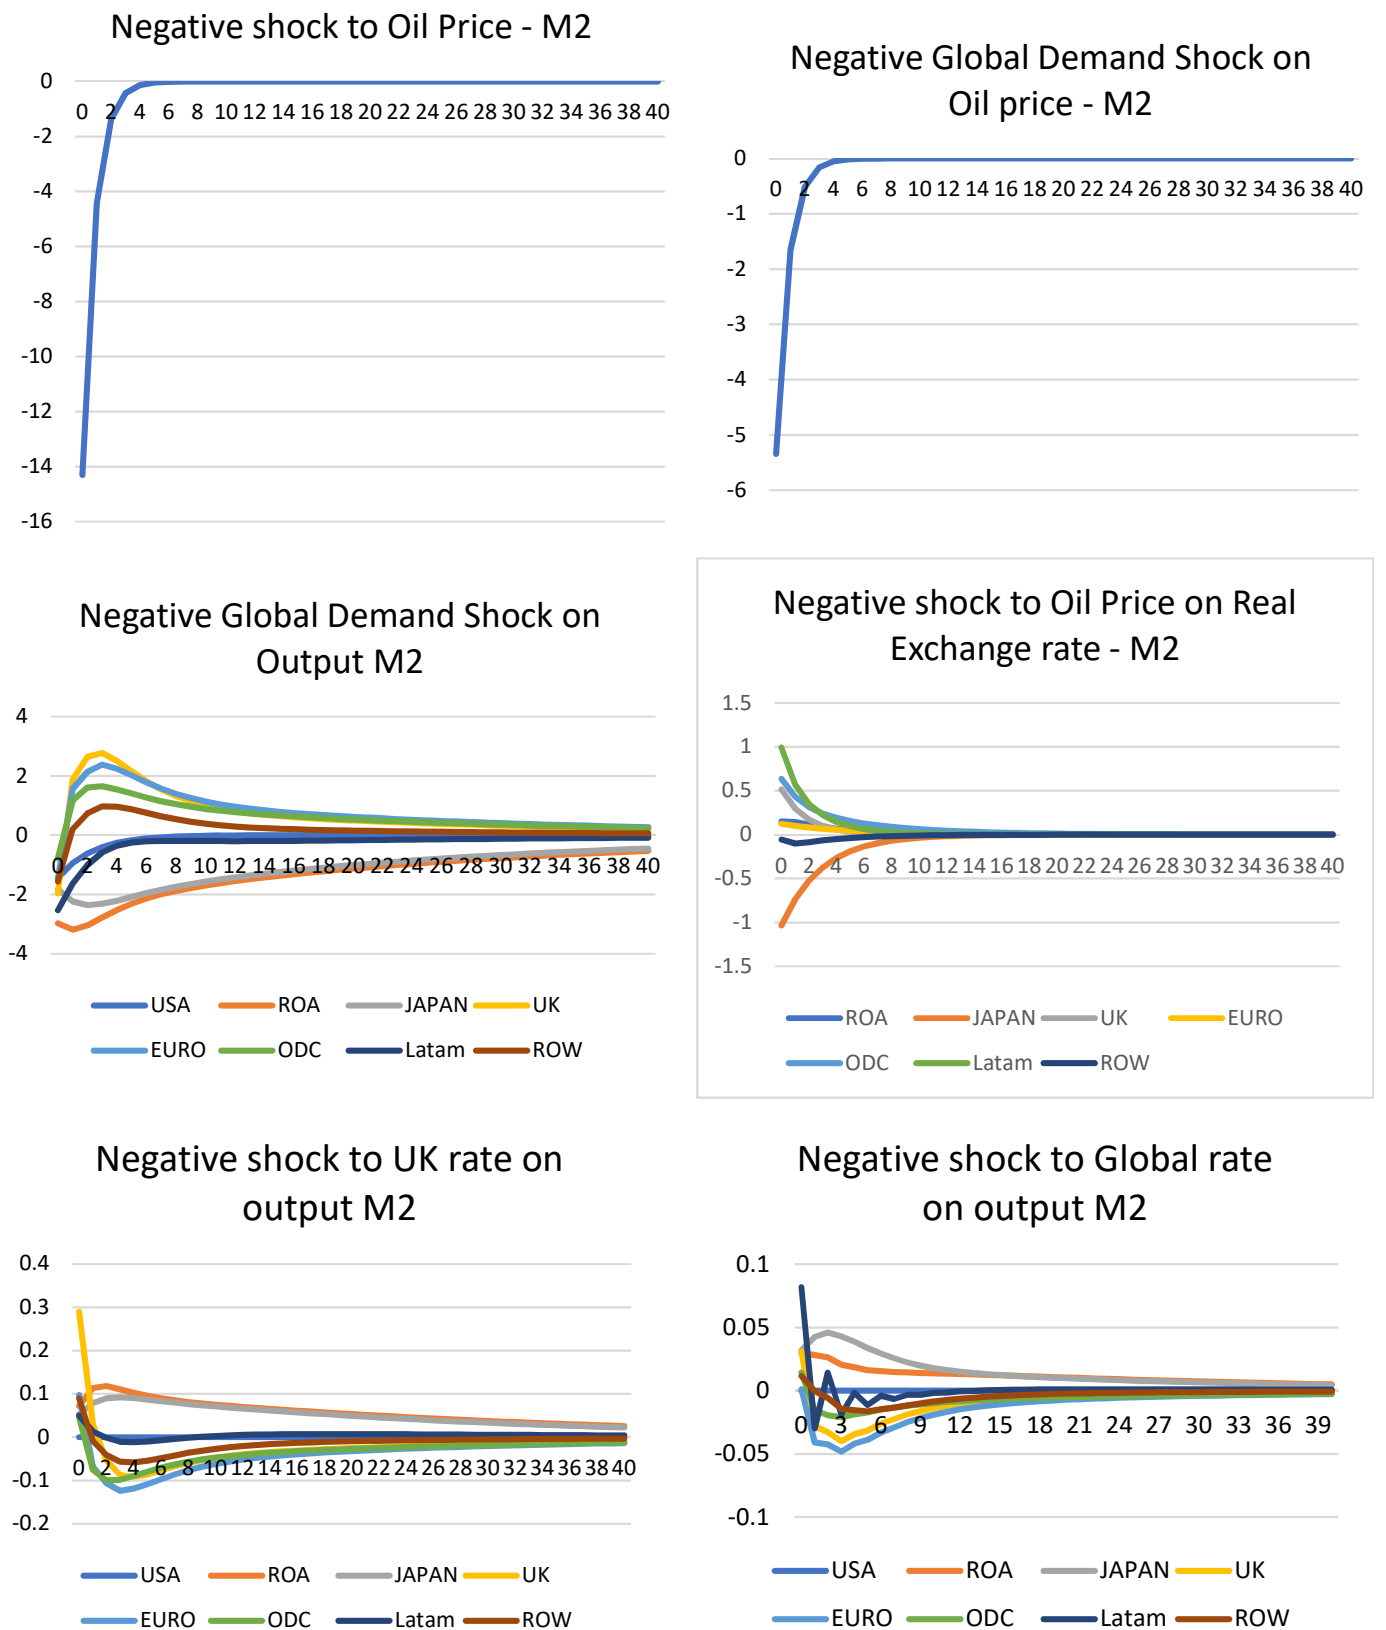 Negative shock to Oil Price - M2
0
0 2 4 6 8 10 12 14 16 18 20 22 24 26 28 30 32 34 36 38 40
-2
-4
-6
-8
-10
-12
-14
-16
Negative Global Demand Shock on
Oil price - M2
0
0 2 4 6 8 10 12 14 16 18 20 22 24 26 28 30 32 34 36 38 40
-1
-2
-3
-4
-5
-6
Negative Global Demand Shock on
Output M2
4
2
0
0 2 4 6 8 10 12 14 16 18 20 22 24 26 28 30 32 34 36 38 40
-2
-4
USA ROA JAPAN UK
EURO ODC Latam ROW
Negative shock to Oil Price on Real
Exchange rate - M2
1.5
1
0.5
0
0 2 4 6 8 10 12 14 16 18 20 22 24 26 28 30 32 34 36 38 40
-0.5
-1
-1.5
ROA JAPAN UK EURO
ODC Latam ROW
Negative shock to UK rate on
output M2
0.4
0.3
0.2
0.1
0
0 2 4 6 8 10 12 14 16 18 20 22 24 26 28 30 32 34 36 38 40
-0.1
-0.2
USA ROA JAPAN UK
EURO ODC Latam ROW
Negative shock to Global rate
on output M2
0.1
0.05
0
0 3 6 9 12 15 18 21 24 27 30 33 36 39
-0.05
-0.1
USA ROA JAPAN UK
EURO ODC Latam ROW